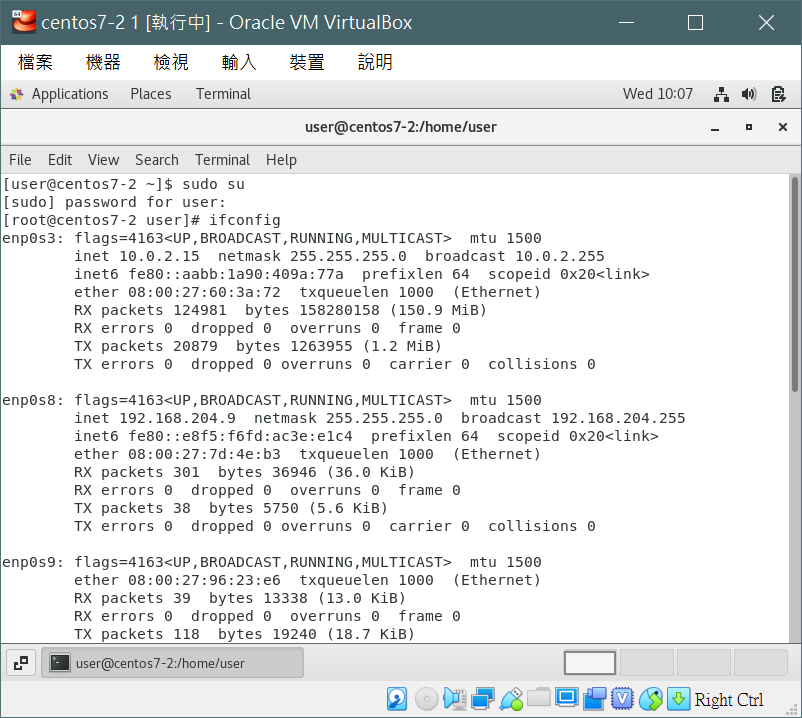 centos7-2 1 [執行中] - Oracle VM VirtualBox
檔案 機器 檢視 輸入 裝置 說明
Applications Places Terminal Wed 10:07
user@centos7-2:/home/user
File Edit View Search Terminal Help
[user@centos7-2 ~]$ sudo su
[sudo] password for user:
[root@centos7-2 user]# ifconfig
enp0s3: flags=4163<UP,BROADCAST,RUNNING,MULTICAST>  mtu 1500
        inet 10.0.2.15  netmask 255.255.255.0  broadcast 10.0.2.255
        inet6 fe80::aabb:1a90:409a:77a  prefixlen 64  scopeid 0x20<link>
        ether 08:00:27:60:3a:72  txqueuelen 1000  (Ethernet)
        RX packets 124981  bytes 158280158 (150.9 MiB)
        RX errors 0  dropped 0  overruns 0  frame 0
        TX packets 20879  bytes 1263955 (1.2 MiB)
        TX errors 0  dropped 0 overruns 0  carrier 0  collisions 0
enp0s8: flags=4163<UP,BROADCAST,RUNNING,MULTICAST>  mtu 1500
        inet 192.168.204.9  netmask 255.255.255.0  broadcast 192.168.204.255
        inet6 fe80::e8f5:f6fd:ac3e:e1c4  prefixlen 64  scopeid 0x20<link>
        ether 08:00:27:7d:4e:b3  txqueuelen 1000  (Ethernet)
        RX packets 301  bytes 36946 (36.0 KiB)
        RX errors 0  dropped 0  overruns 0  frame 0
        TX packets 38  bytes 5750 (5.6 KiB)
        TX errors 0  dropped 0 overruns 0  carrier 0  collisions 0
enp0s9: flags=4163<UP,BROADCAST,RUNNING,MULTICAST>  mtu 1500
        ether 08:00:27:96:23:e6  txqueuelen 1000  (Ethernet)
        RX packets 39  bytes 13338 (13.0 KiB)
        RX errors 0  dropped 0  overruns 0  frame 0
        TX packets 118  bytes 19240 (18.7 KiB)
user@centos7-2:/home/user
Right Ctrl